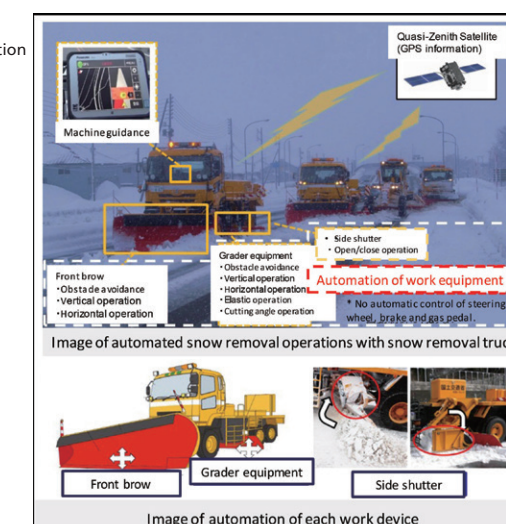 tion
Quasi-Zenith Satellite
(GPS information)
Machine guidance
• Side shutter
• Open/close operation
Grader equipment
•Obstacle avoidance
•Vertical operation
•Horizontal operation
•Elastic operation
•Cutting angle operation
Front brow
•Obstade avoidance
•Vertical operation
•Horizontal operation
Automation of work equipment
* No automatic control of steering
wheel, brake and gas pedal.
Image of automated snow removal operations with snow removal truc
Front brow
Grader equipment
Side shutter
Image of automation of each work device